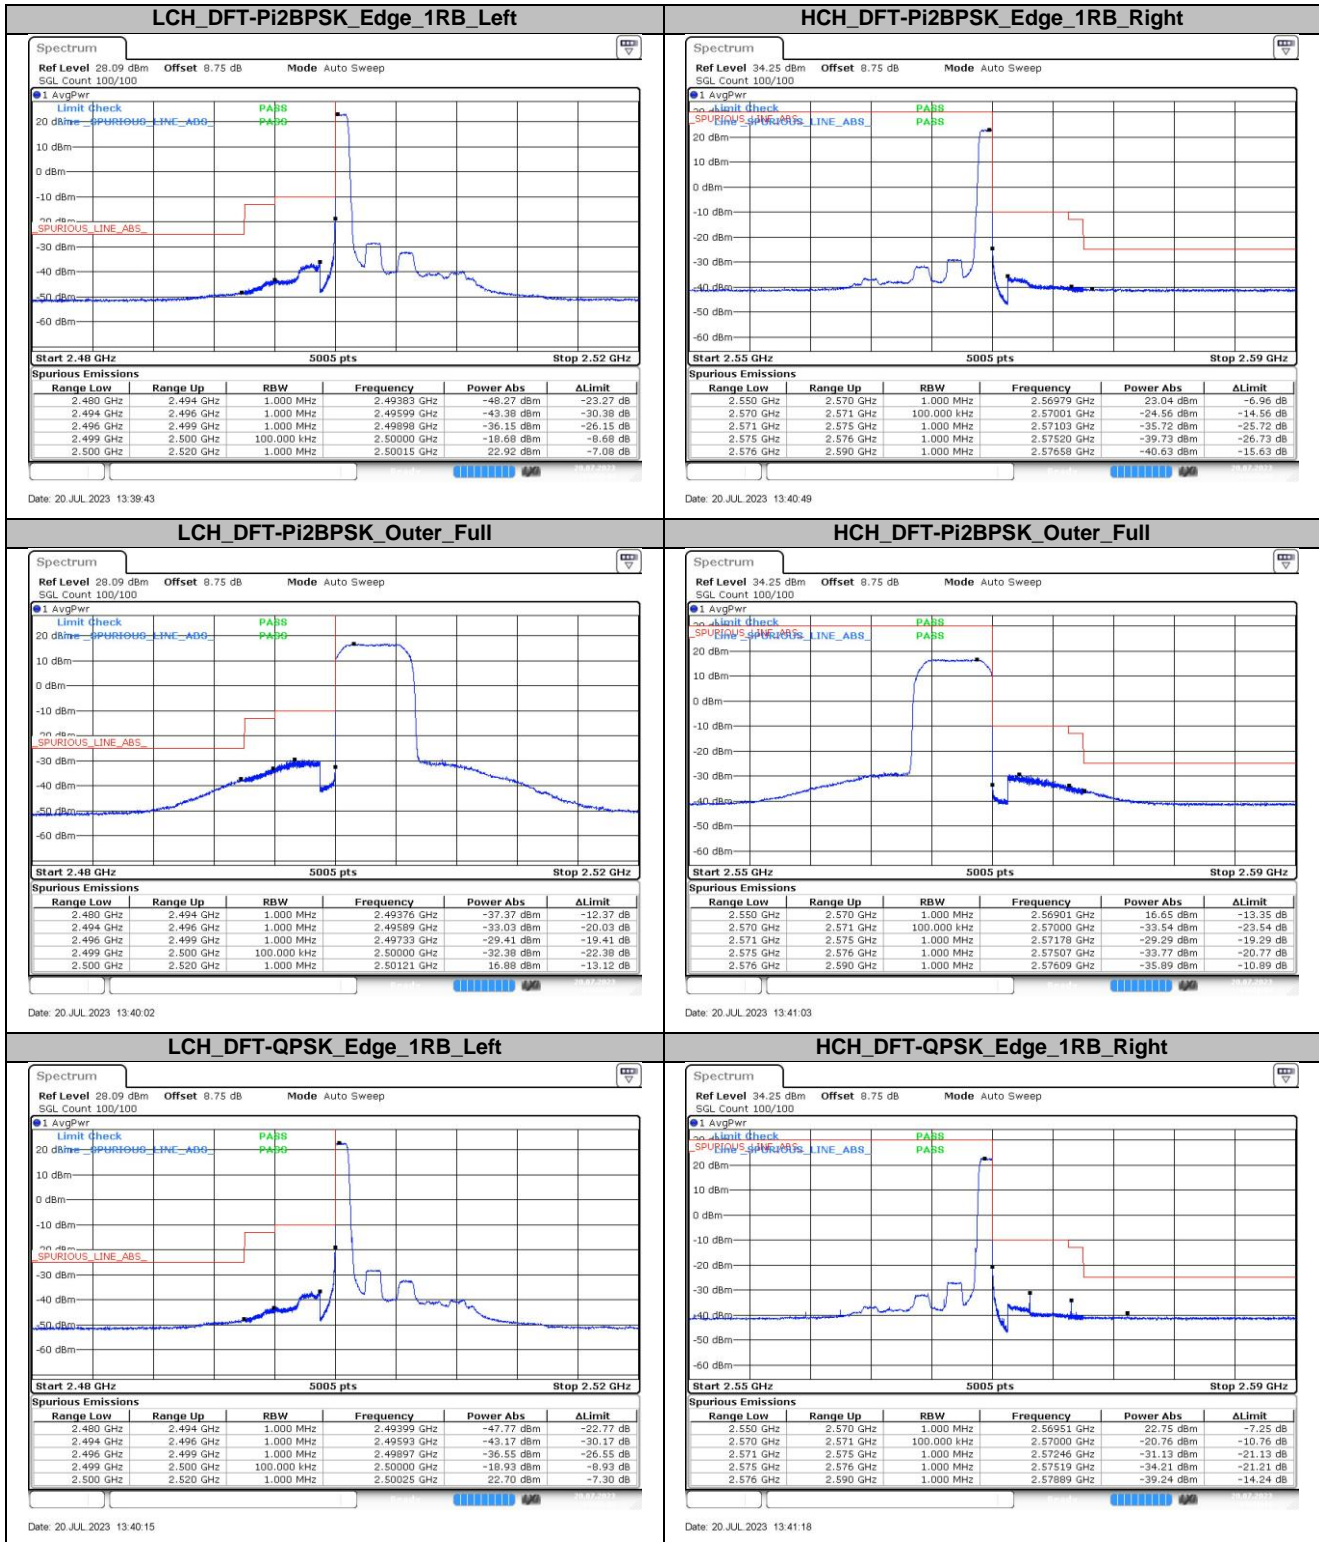 LCH_DFT-Pi2BPSK_Edge_1RB_Left
Spectrum
Ref Level 28.09 dBm Offset 8.75 dB Mode Auto Sweep
SGL Count 100/100
1 AvgPwr
Limit Check PASS
Line _SPURIOUS_LINE_ABS_ PASS
20 dBm
10 dBm
0 dBm
-10 dBm
-20 dBm
_SPURIOUS_LINE_ABS_
-30 dBm
-40 dBm
-50 dBm
-60 dBm
Start 2.48 GHz 5005 pts Stop 2.52 GHz
Spurious Emissions
Range Low Range Up RBW Frequency Power Abs ΔLimit
2.480 GHz 2.494 GHz 1.000 MHz 2.49383 GHz -48.27 dBm -23.27 dB
2.494 GHz 2.496 GHz 1.000 MHz 2.49599 GHz -43.38 dBm -30.38 dB
2.496 GHz 2.499 GHz 1.000 MHz 2.49898 GHz -36.15 dBm -26.15 dB
2.499 GHz 2.500 GHz 100.000 kHz 2.50000 GHz -18.68 dBm -8.68 dB
2.500 GHz 2.520 GHz 1.000 MHz 2.50015 GHz 22.92 dBm -7.08 dB
Date: 20.JUL.2023 13:39:43
HCH_DFT-Pi2BPSK_Edge_1RB_Right
Spectrum
Ref Level 34.25 dBm Offset 8.75 dB Mode Auto Sweep
SGL Count 100/100
1 AvgPwr
Limit Check PASS
_SPURIOUS_LINE_ABS_
Line _SPURIOUS_LINE_ABS_ PASS
20 dBm
10 dBm
0 dBm
-10 dBm
-20 dBm
-30 dBm
-40 dBm
-50 dBm
-60 dBm
Start 2.55 GHz 5005 pts Stop 2.59 GHz
Spurious Emissions
Range Low Range Up RBW Frequency Power Abs ΔLimit
2.550 GHz 2.570 GHz 1.000 MHz 2.56979 GHz 23.04 dBm -6.96 dB
2.570 GHz 2.571 GHz 100.000 kHz 2.57001 GHz -24.56 dBm -14.56 dB
2.571 GHz 2.575 GHz 1.000 MHz 2.57103 GHz -35.72 dBm -25.72 dB
2.575 GHz 2.576 GHz 1.000 MHz 2.57520 GHz -39.73 dBm -26.73 dB
2.576 GHz 2.590 GHz 1.000 MHz 2.57658 GHz -40.63 dBm -15.63 dB
Date: 20.JUL.2023 13:40:49
LCH_DFT-Pi2BPSK_Outer_Full
Spectrum
Ref Level 28.09 dBm Offset 8.75 dB Mode Auto Sweep
SGL Count 100/100
1 AvgPwr
Limit Check PASS
Line _SPURIOUS_LINE_ABS_ PASS
20 dBm
10 dBm
0 dBm
-10 dBm
-20 dBm
_SPURIOUS_LINE_ABS_
-30 dBm
-40 dBm
-50 dBm
-60 dBm
Start 2.48 GHz 5005 pts Stop 2.52 GHz
Spurious Emissions
Range Low Range Up RBW Frequency Power Abs ΔLimit
2.480 GHz 2.494 GHz 1.000 MHz 2.49376 GHz -37.37 dBm -12.37 dB
2.494 GHz 2.496 GHz 1.000 MHz 2.49589 GHz -33.03 dBm -20.03 dB
2.496 GHz 2.499 GHz 1.000 MHz 2.49733 GHz -29.41 dBm -19.41 dB
2.499 GHz 2.500 GHz 100.000 kHz 2.50000 GHz -32.38 dBm -22.38 dB
2.500 GHz 2.520 GHz 1.000 MHz 2.50121 GHz 16.88 dBm -13.12 dB
Date: 20.JUL.2023 13:40:02
HCH_DFT-Pi2BPSK_Outer_Full
Spectrum
Ref Level 34.25 dBm Offset 8.75 dB Mode Auto Sweep
SGL Count 100/100
1 AvgPwr
Limit Check PASS
_SPURIOUS_LINE_ABS_
Line _SPURIOUS_LINE_ABS_ PASS
20 dBm
10 dBm
0 dBm
-10 dBm
-20 dBm
-30 dBm
-40 dBm
-50 dBm
-60 dBm
Start 2.55 GHz 5005 pts Stop 2.59 GHz
Spurious Emissions
Range Low Range Up RBW Frequency Power Abs ΔLimit
2.550 GHz 2.570 GHz 1.000 MHz 2.56901 GHz 16.65 dBm -13.35 dB
2.570 GHz 2.571 GHz 100.000 kHz 2.57000 GHz -33.54 dBm -23.54 dB
2.571 GHz 2.575 GHz 1.000 MHz 2.57178 GHz -29.29 dBm -19.29 dB
2.575 GHz 2.576 GHz 1.000 MHz 2.57507 GHz -33.77 dBm -20.77 dB
2.576 GHz 2.590 GHz 1.000 MHz 2.57609 GHz -35.89 dBm -10.89 dB
Date: 20.JUL.2023 13:41:03
LCH_DFT-QPSK_Edge_1RB_Left
Spectrum
Ref Level 28.09 dBm Offset 8.75 dB Mode Auto Sweep
SGL Count 100/100
1 AvgPwr
Limit Check PASS
Line _SPURIOUS_LINE_ABS_ PASS
20 dBm
10 dBm
0 dBm
-10 dBm
-20 dBm
_SPURIOUS_LINE_ABS_
-30 dBm
-40 dBm
-50 dBm
-60 dBm
Start 2.48 GHz 5005 pts Stop 2.52 GHz
Spurious Emissions
Range Low Range Up RBW Frequency Power Abs ΔLimit
2.480 GHz 2.494 GHz 1.000 MHz 2.49399 GHz -47.77 dBm -22.77 dB
2.494 GHz 2.496 GHz 1.000 MHz 2.49593 GHz -43.17 dBm -30.17 dB
2.496 GHz 2.499 GHz 1.000 MHz 2.49897 GHz -36.55 dBm -26.55 dB
2.499 GHz 2.500 GHz 100.000 kHz 2.50000 GHz -18.93 dBm -8.93 dB
2.500 GHz 2.520 GHz 1.000 MHz 2.50025 GHz 22.70 dBm -7.30 dB
Date: 20.JUL.2023 13:40:15
HCH_DFT-QPSK_Edge_1RB_Right
Spectrum
Ref Level 34.25 dBm Offset 8.75 dB Mode Auto Sweep
SGL Count 100/100
1 AvgPwr
Limit Check PASS
_SPURIOUS_LINE_ABS_
Line _SPURIOUS_LINE_ABS_ PASS
20 dBm
10 dBm
0 dBm
-10 dBm
-20 dBm
-30 dBm
-40 dBm
-50 dBm
-60 dBm
Start 2.55 GHz 5005 pts Stop 2.59 GHz
Spurious Emissions
Range Low Range Up RBW Frequency Power Abs ΔLimit
2.550 GHz 2.570 GHz 1.000 MHz 2.56951 GHz 22.75 dBm -7.25 dB
2.570 GHz 2.571 GHz 100.000 kHz 2.57000 GHz -20.76 dBm -10.76 dB
2.571 GHz 2.575 GHz 1.000 MHz 2.57246 GHz -31.13 dBm -21.13 dB
2.575 GHz 2.576 GHz 1.000 MHz 2.57519 GHz -34.21 dBm -21.21 dB
2.576 GHz 2.590 GHz 1.000 MHz 2.57889 GHz -39.24 dBm -14.24 dB
Date: 20.JUL.2023 13:41:18